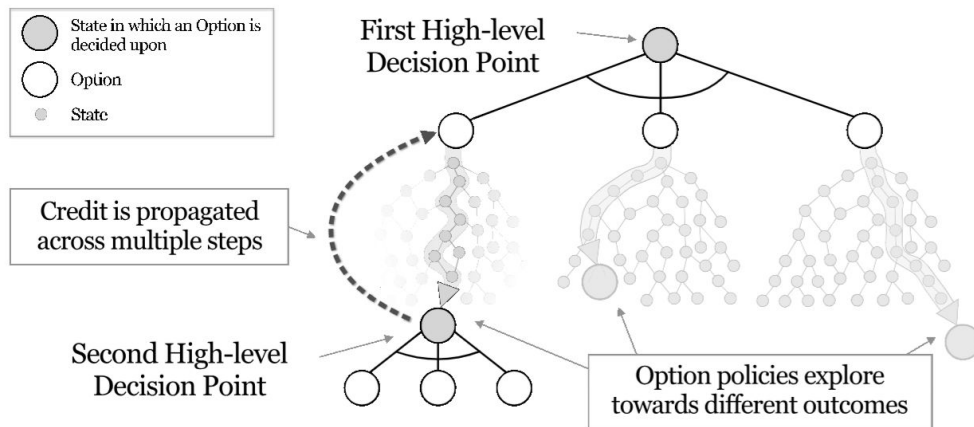 State in which an Option is
decided upon
Option
State
First High-level
Decision Point
Credit is propagated
across multiple steps
Second High-level
Decision Point
Option policies explore
towards different outcomes